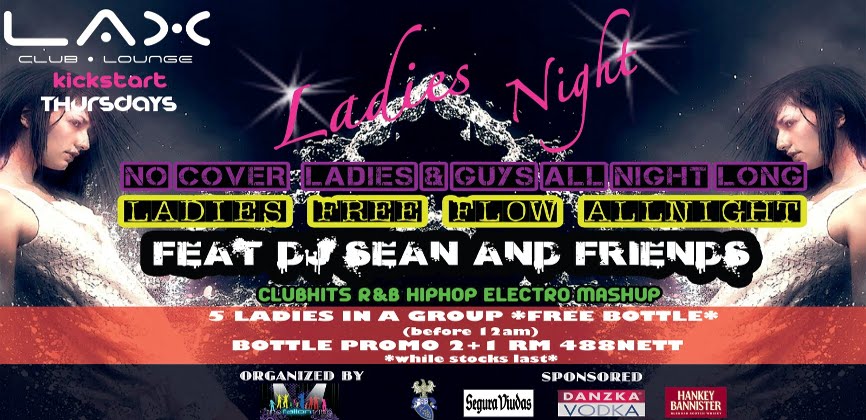 LAX
CLUB • LOUNGE
kickstart
THURSDAYS
Ladies Night
NO COVER LADIES & GUYS ALL NIGHT LONG
LADIES FREE FLOW ALLNIGHT
FEAT DJ SEAN AND FRIENDS
CLUBHITS R&B HIPHOP ELECTRO MASHUP
5 LADIES IN A GROUP *FREE BOTTLE*
(before 12am)
BOTTLE PROMO 2+1 RM 488NETT
*while stocks last*
ORGANIZED BY
SPONSORED
Segura Viudas
DANZKA
VODKA
HANKEY
BANNISTER